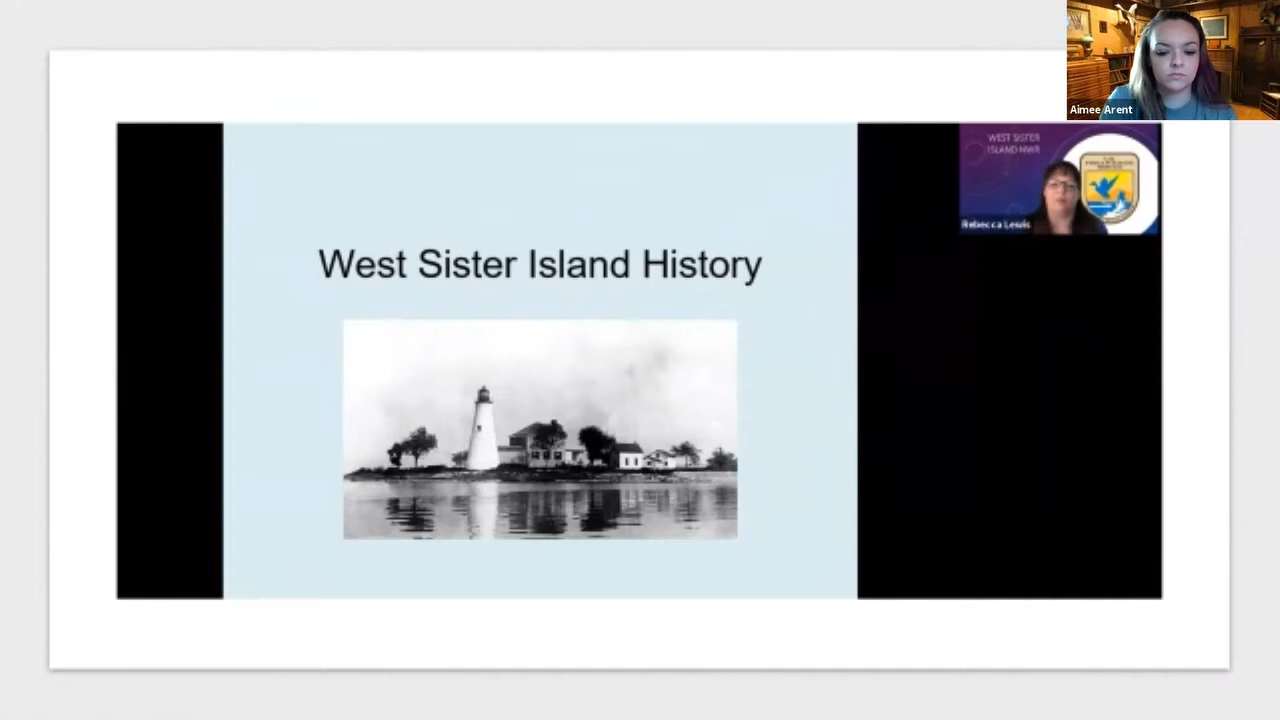 Aimee Arent
WEST SISTER
ISLAND NWR
Rebecca Lewis
West Sister Island History